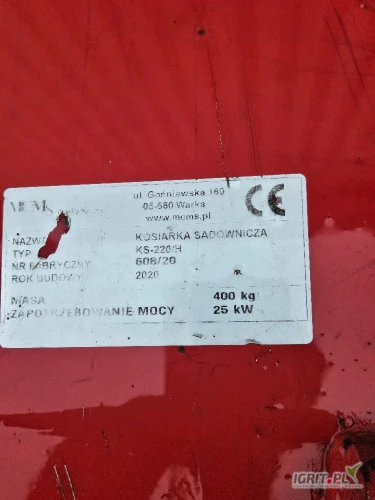 MCMS
ul. Gośniewska 160
05-660 Warka
www.mcms.pl
CE
NAZWA KOSIARKA SADOWNICZA
TYP KS-220/H
NR FABRYCZNY 608/20
ROK BUDOWY 2020
MASA 400 kg
ZAPOTRZEBOWANIE MOCY 25 kW
IGRIT.PL